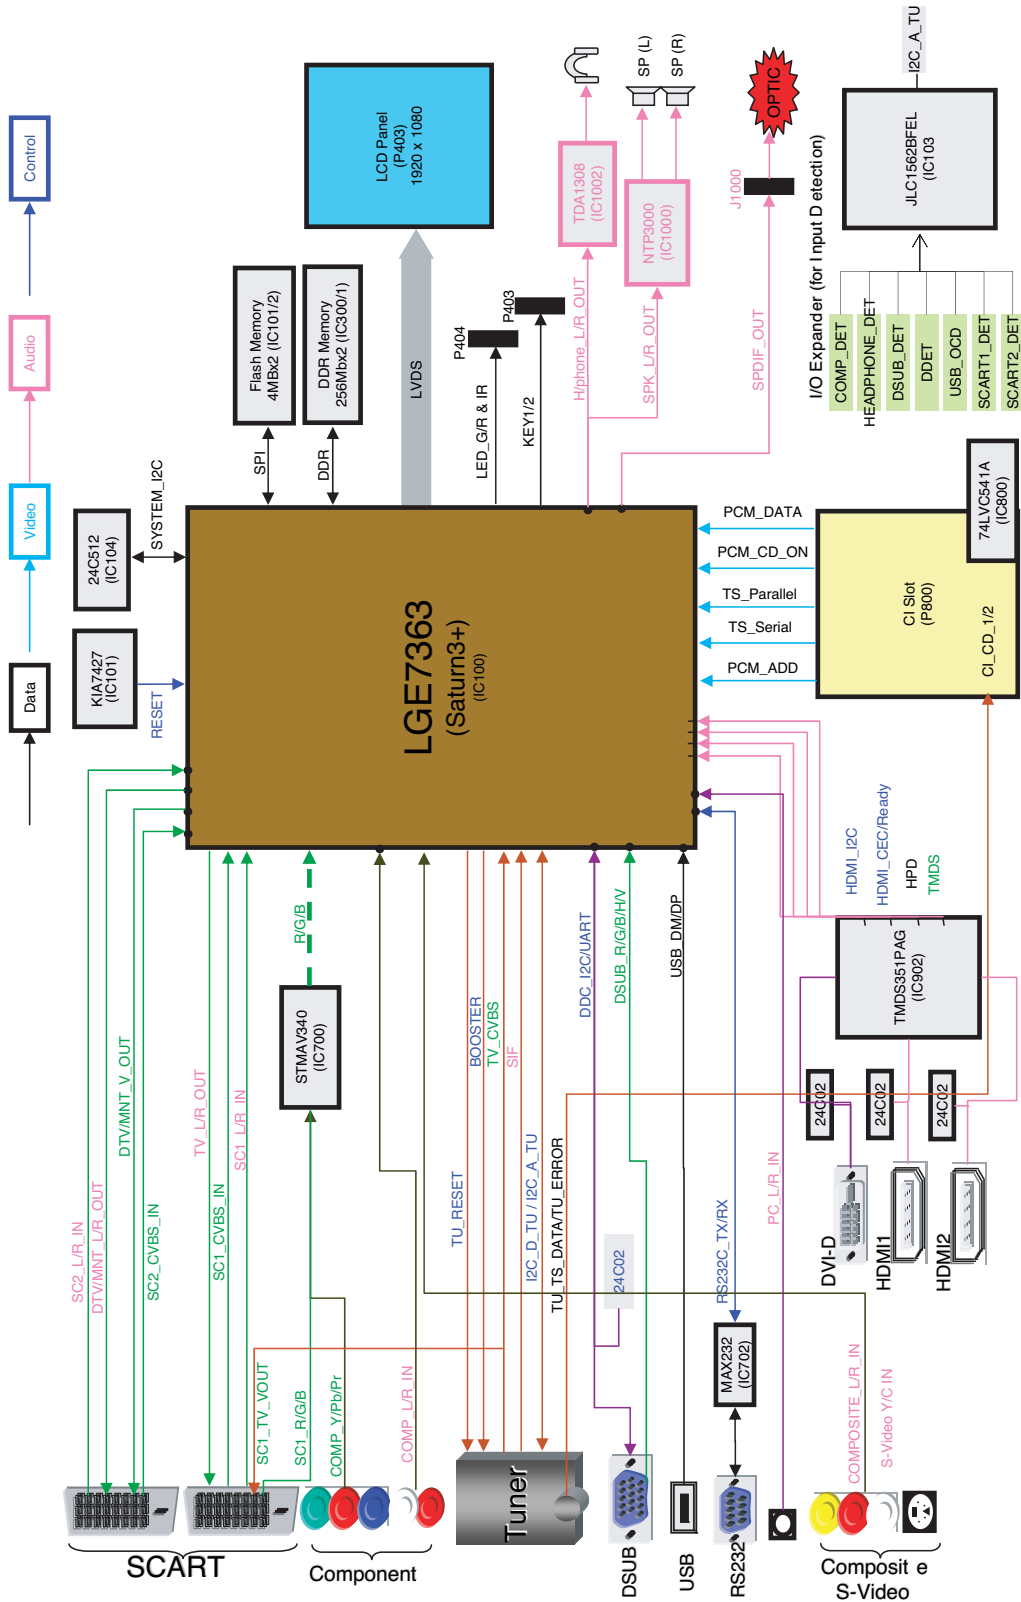 Data
Video
Audio
Control
SCART
Component
Tuner
DSUB
USB
RS232
Composit e
S-Video
SC2_L/R_IN
DTV/MNT_L/R_OUT
DTV/MNT_V_OUT
SC2_CVBS_IN
TV_L/R_OUT
SC1_CVBS_IN
SC1_L/R_IN
SC1_TV_VOUT
SC1_R/G/B
COMP_Y/Pb/Pr
COMP_L/R_IN
STMAV340
(IC700)
R/G/B
TU_RESET
BOOSTER
TV_CVBS
SIF
I2C_D_TU / I2C_A_TU
TU_TS_DATA/TU_ERROR
DDC_I2C/UART
24C02
DSUB_R/G/B/H/V
USB_DM/DP
MAX232
(IC702)
RS232C_TX/RX
PC_L/R_IN
COMPOSITE_L/R_IN
S-Video Y/C IN
DVI-D
HDMI1
HDMI2
24C02
24C02
24C02
TMDS351PAG
(IC902)
HDMI_I2C
HDMI_CEC/Ready
HPD
TMDS
KIA7427
(IC101)
RESET
24C512
(IC104)
SYSTEM_I2C
LGE7363
(Saturn3+)
(IC100)
Flash Memory
4MBx2 (IC101/2)
SPI
DDR Memory
256Mbx2 (IC300/1)
DDR
LVDS
LCD Panel
(P403)
1920 x 1080
LED_G/R & IR
P404
KEY1/2
P403
H/phone_L/R_OUT
TDA1308
(IC1002)
SPK_L/R_OUT
NTP3000
(IC1000)
SP (L)
SP (R)
SPDIF_OUT
J1000
OPTIC
PCM_ADD
TS_Serial
TS_Parallel
PCM_CD_ON
PCM_DATA
CI Slot
(P800)
CI_CD_1/2
74LVC541A
(IC800)
I/O Expander (for I nput D etection)
COMP_DET
HEADPHONE_DET
DSUB_DET
DDET
USB_OCD
SCART1_DET
SCART2_DET
JLC1562BFEL
(IC103)
I2C_A_TU